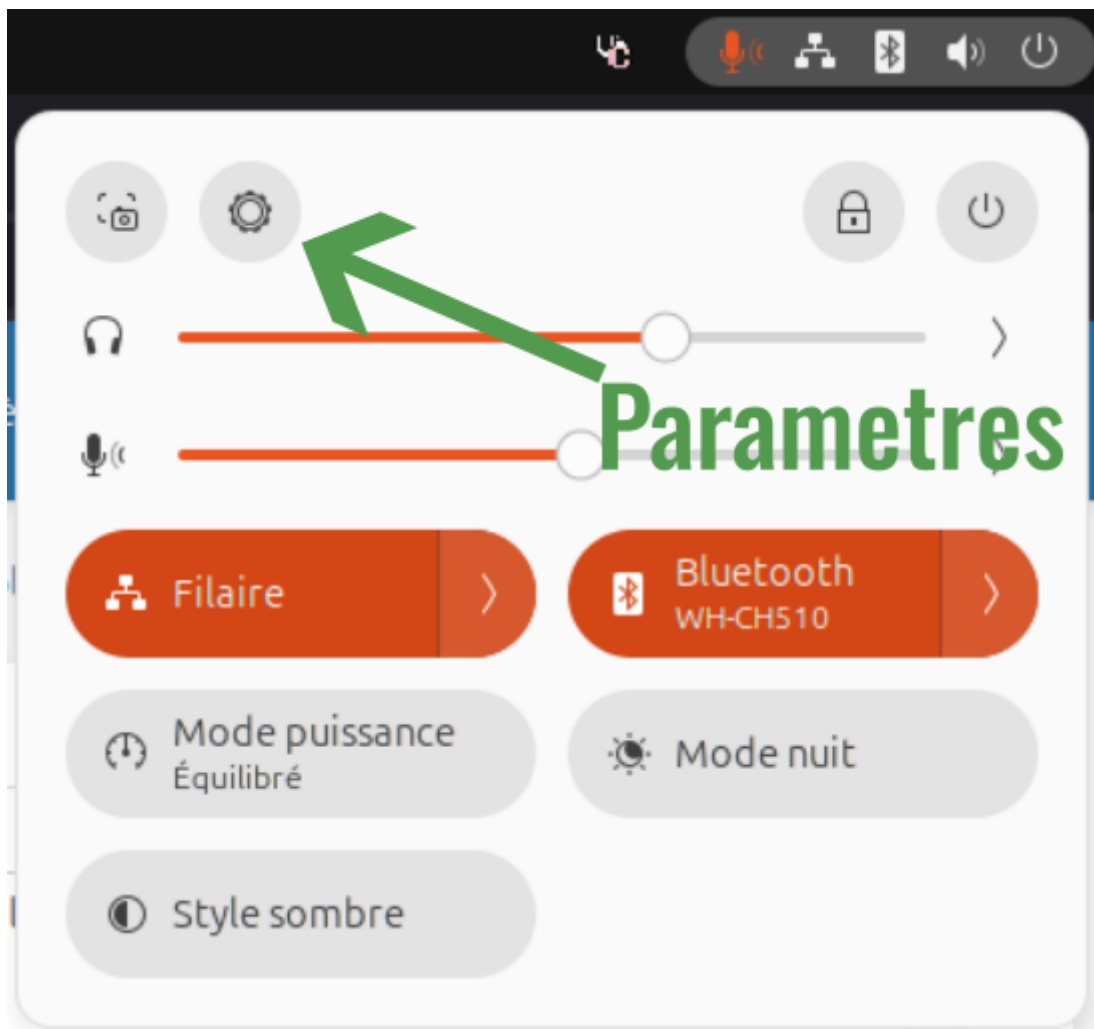 Parametres
Filaire
Bluetooth
WH-CH510
Mode puissance
Équilibré
Mode nuit
Style sombre